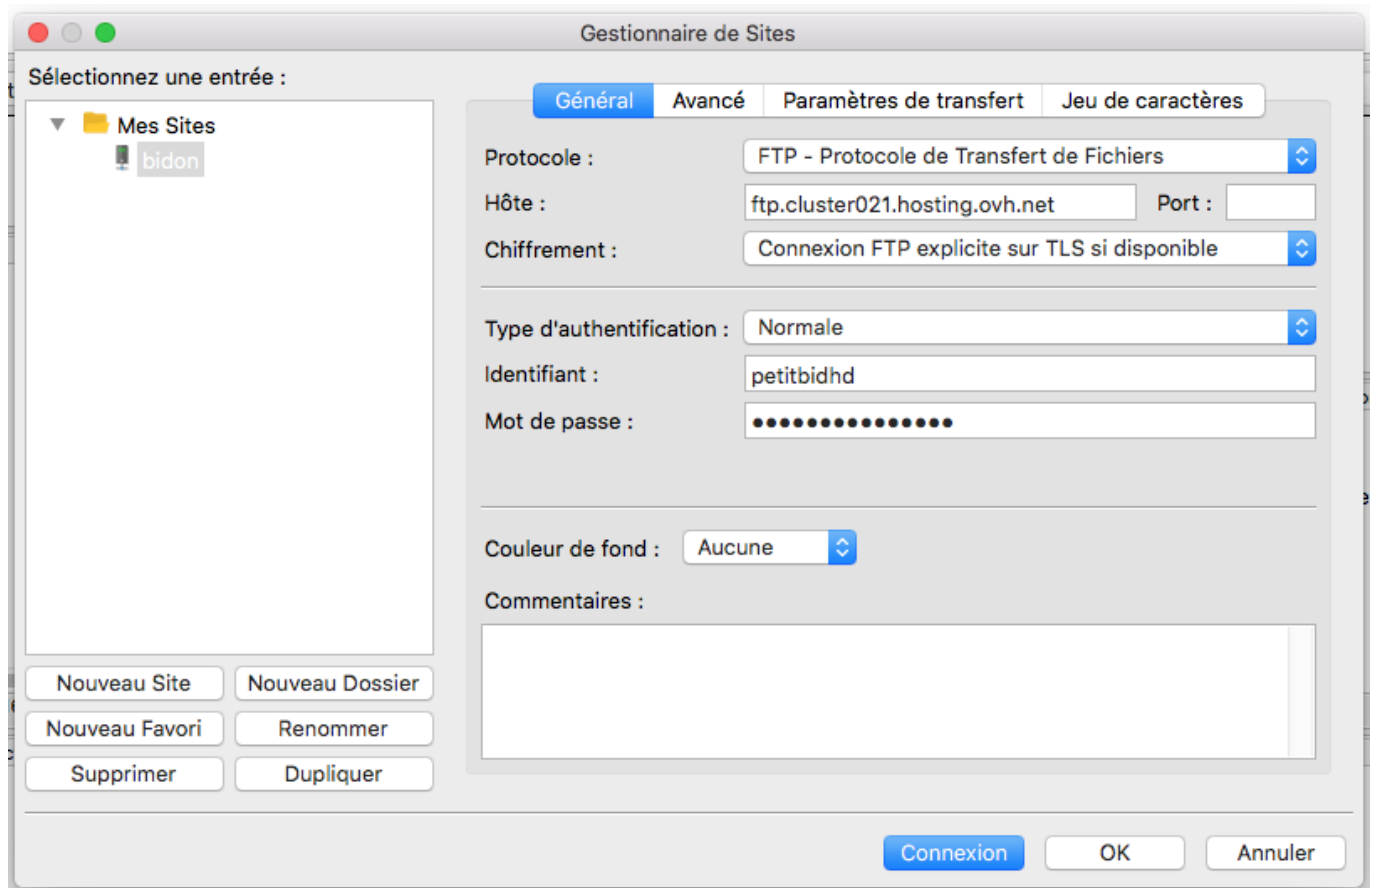 Gestionnaire de Sites
Sélectionnez une entrée :
Mes Sites
bidon
Général Avancé Paramètres de transfert Jeu de caractères
Protocole : FTP - Protocole de Transfert de Fichiers
Hôte : ftp.cluster021.hosting.ovh.net Port :
Chiffrement : Connexion FTP explicite sur TLS si disponible
Type d'authentification : Normale
Identifiant : petitbidhd
Mot de passe : •••••••••••••••
Couleur de fond : Aucune
Commentaires :
Nouveau Site Nouveau Dossier
Nouveau Favori Renommer
Supprimer Dupliquer
Connexion OK Annuler